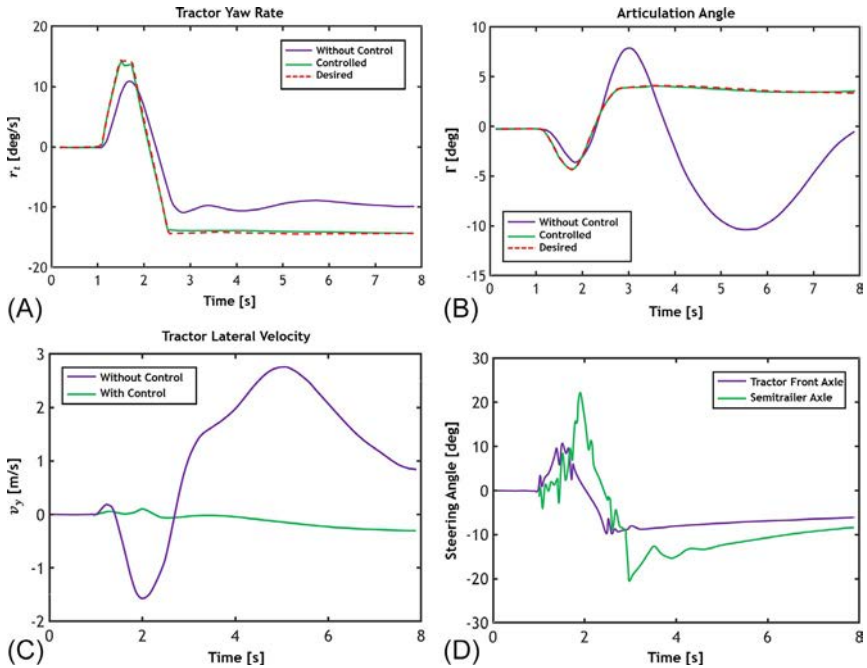 Tractor Yaw Rate
20
10
0
-10
-20
r_t [deg/s]
Without Control
Controlled
Desired
0 1 2 3 4 5 6 7 8
Time [s]
(A)
Articulation Angle
10
5
0
-5
-10
-15
Γ [deg]
Without Control
Controlled
Desired
0 1 2 3 4 5 6 7 8
Time [s]
(B)
Tractor Lateral Velocity
3
2
1
0
-1
-2
v_y [m/s]
Without Control
With Control
0 2 4 6 8
Time [s]
(C)
30
20
10
0
-10
-20
-30
Steering Angle [deg]
Tractor Front Axle
Semitrailer Axle
0 2 4 6 8
Time [s]
(D)